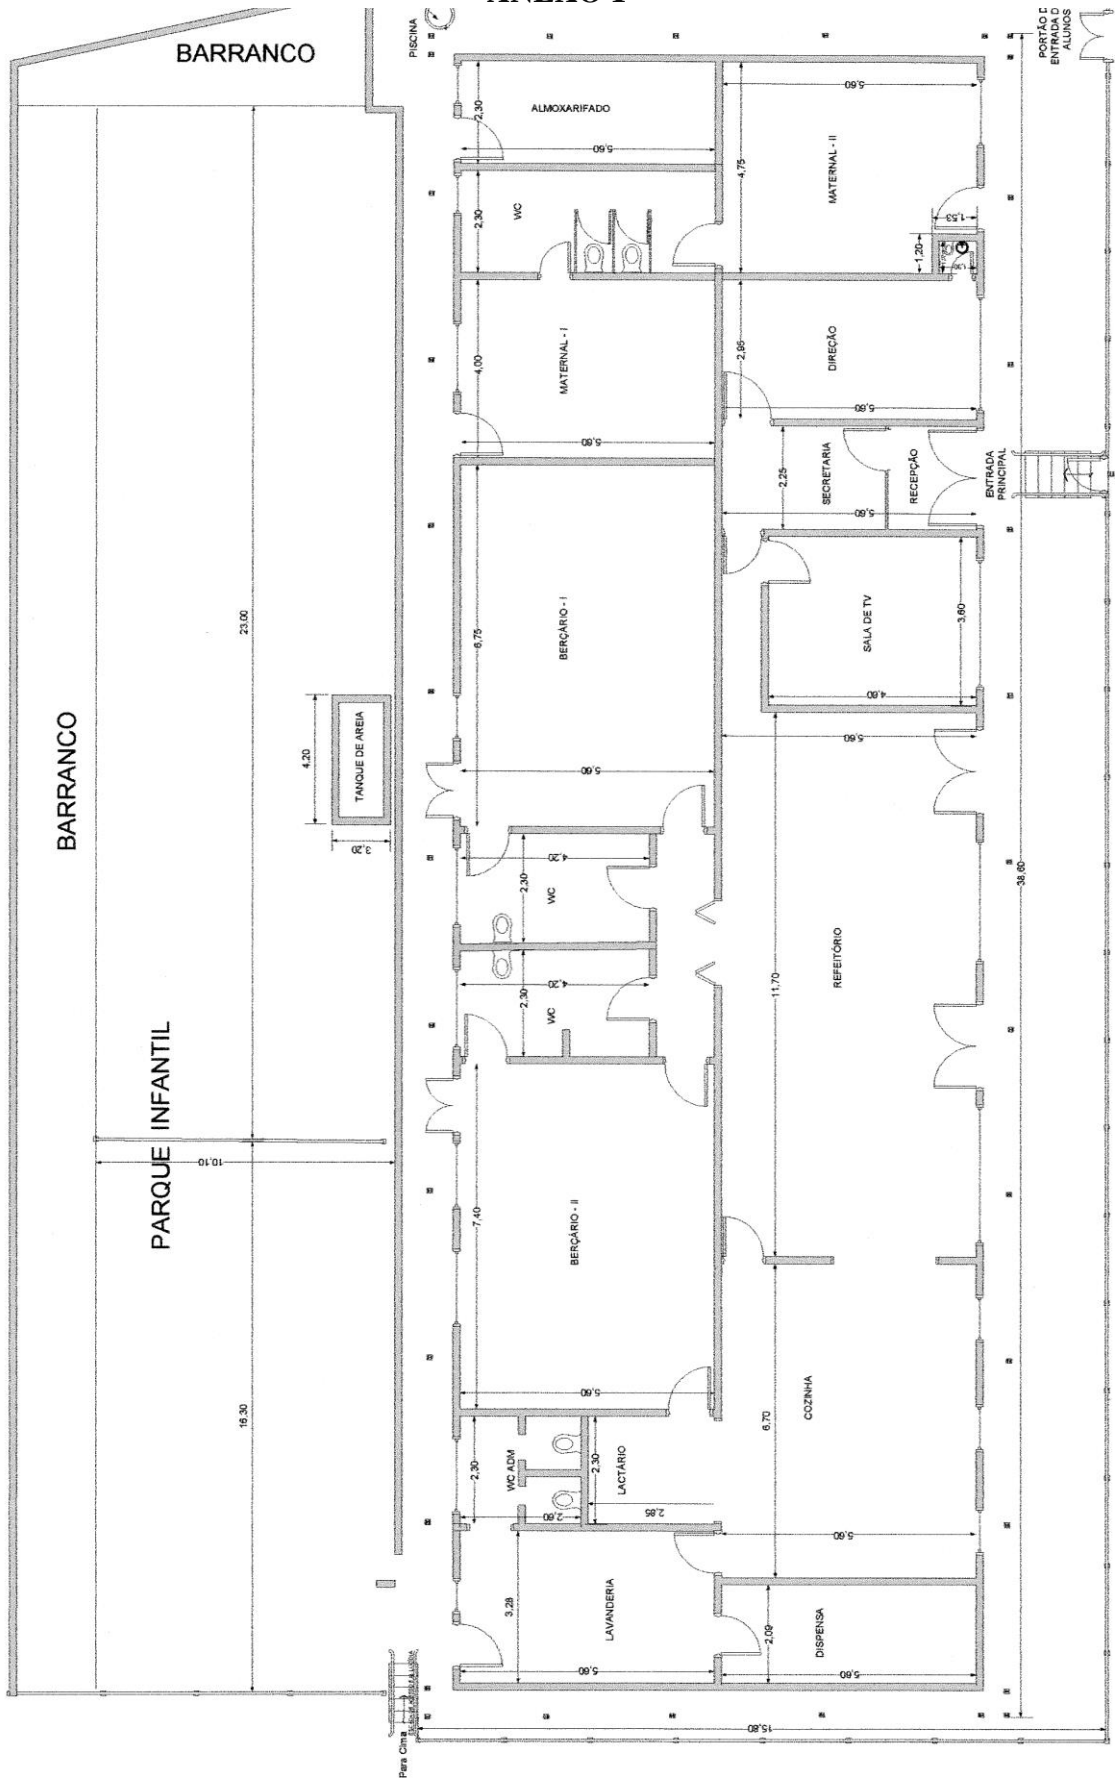 ANEXO I
BARRANCO
PISCINA
PORTÃO D
ENTRADA D
ALUNOS
ALMOXARIFADO
2,30
5,60
4,75
5,60
MATERNAL - II
1,53
1,20
WC
2,30
23,00
MATERNAL - I
4,00
5,60
2,95
DIREÇÃO
5,60
2,25
SECRETARIA
RECEPÇÃO
5,60
ENTRADA
PRINCIPAL
BERÇÁRIO - I
6,75
5,60
SALA DE TV
3,60
4,60
5,60
BARRANCO
4,20
TANQUE DE AREIA
3,20
4,20
2,30
WC
4,20
2,30
WC
11,70
REFEITÓRIO
38,60
PARQUE INFANTIL
10,10
BERÇÁRIO - II
7,40
5,60
16,30
2,30
WC ADM
2,60
2,30
LACTÁRIO
2,85
COZINHA
6,70
5,60
LAVANDERIA
3,28
5,60
DISPENSA
2,09
5,60
Para Cima
15,80